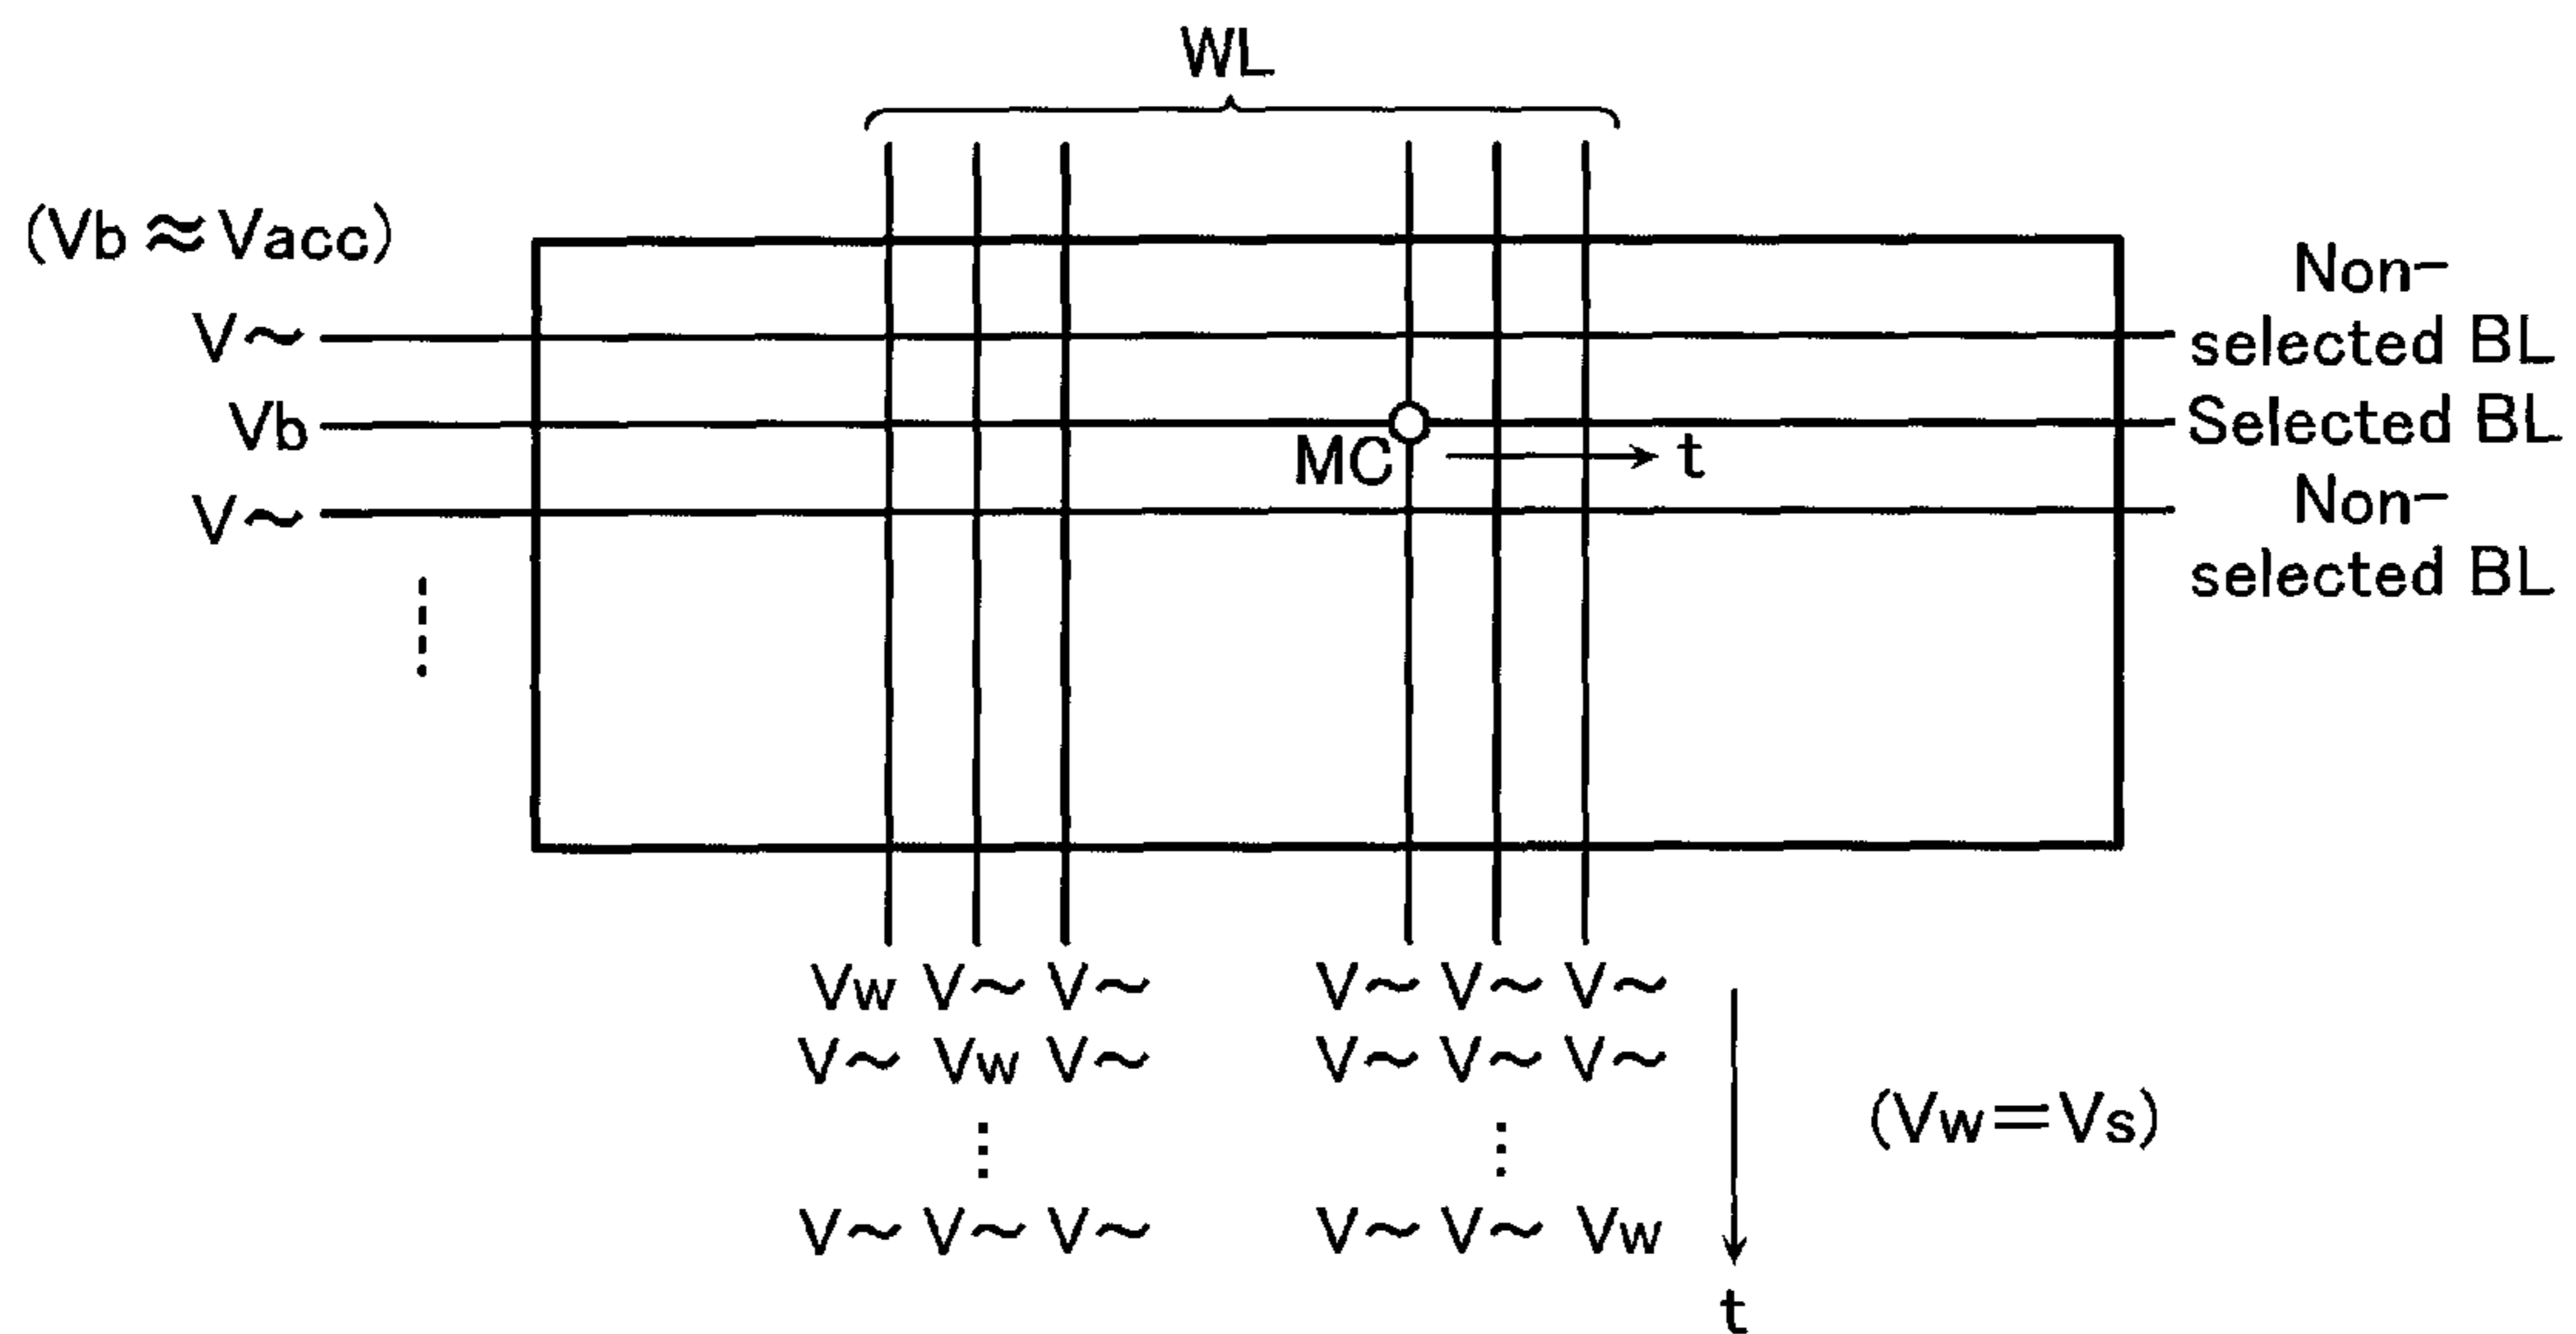 WL
(Vb ≈ Vacc)
Non-
V~ selected BL
Vb Selected BL
MC t
Non-
V~ selected BL
Vw V~ V~ V~ V~ V~
V~ Vw V~ V~ V~ V~
(Vw=Vs)
V~ V~ V~ V~ V~ Vw
t